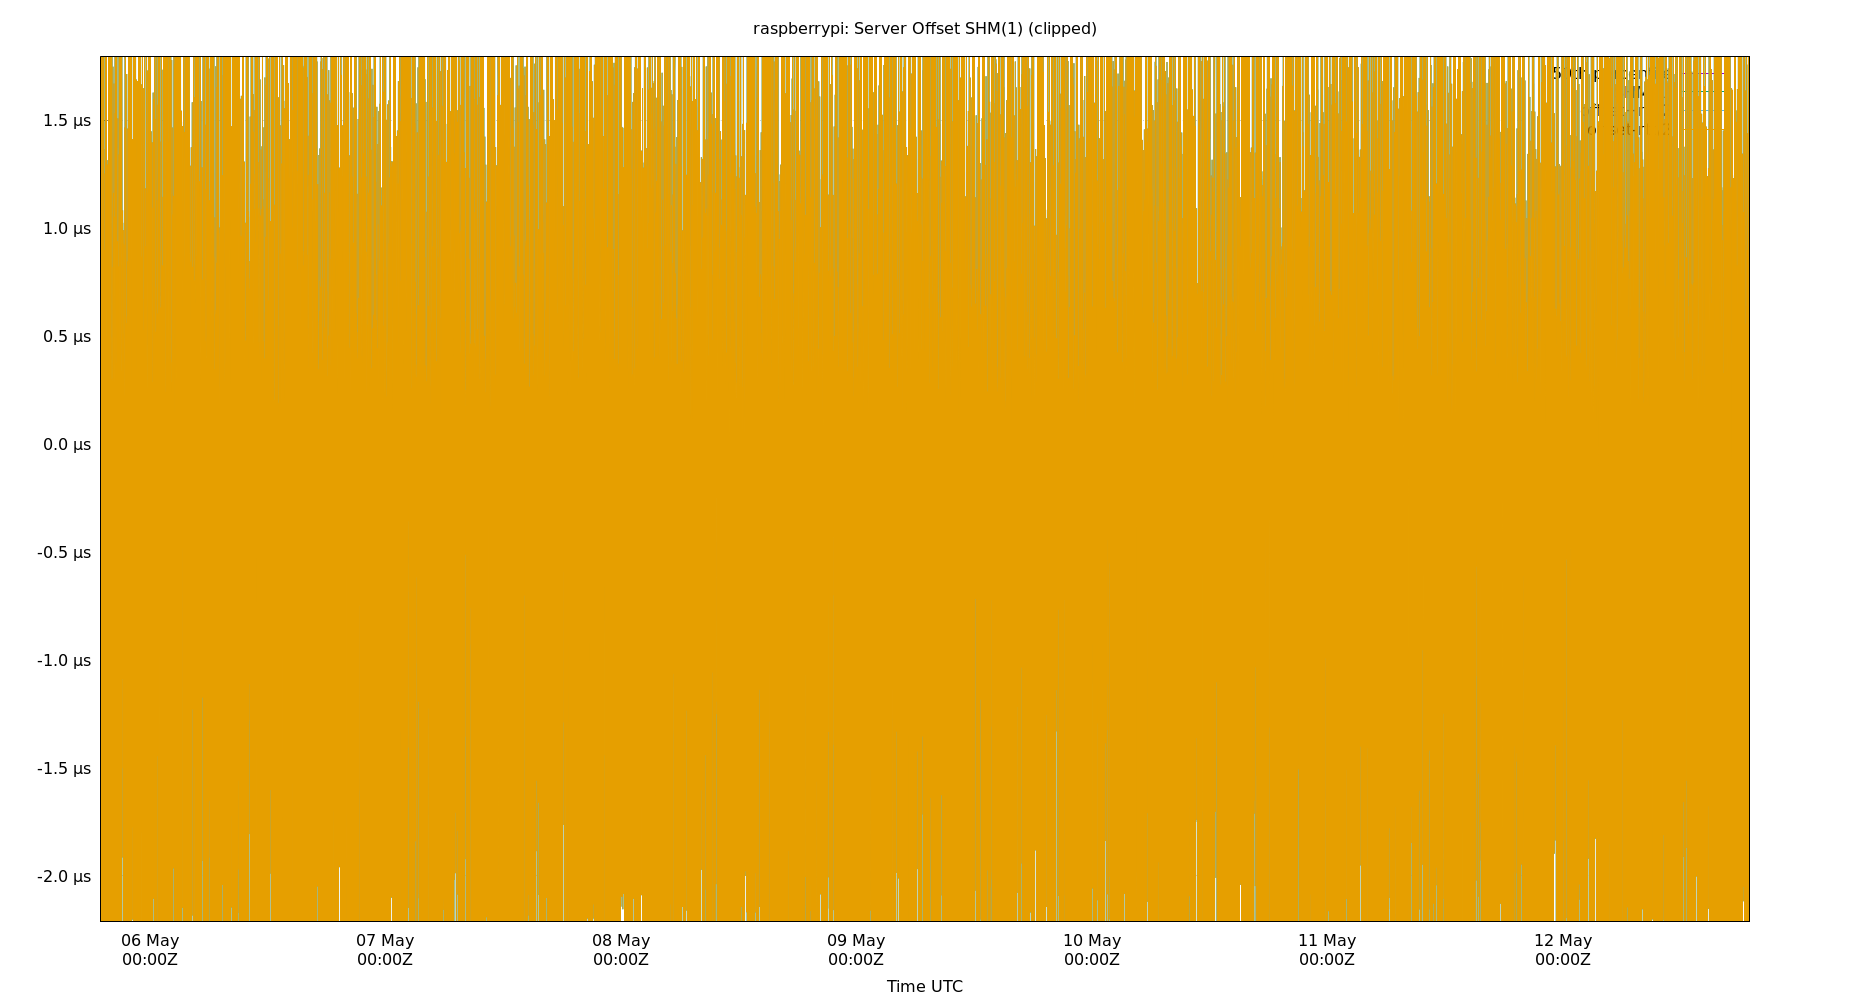 raspberrypi: Server Offset SHM(1) (clipped)
1.5 µs
1.0 µs
0.5 µs
0.0 µs
-0.5 µs
-1.0 µs
-1.5 µs
-2.0 µs
06 May 07 May 08 May 09 May 10 May 11 May 12 May
00:00Z 00:00Z 00:00Z 00:00Z 00:00Z 00:00Z 00:00Z
Time UTC